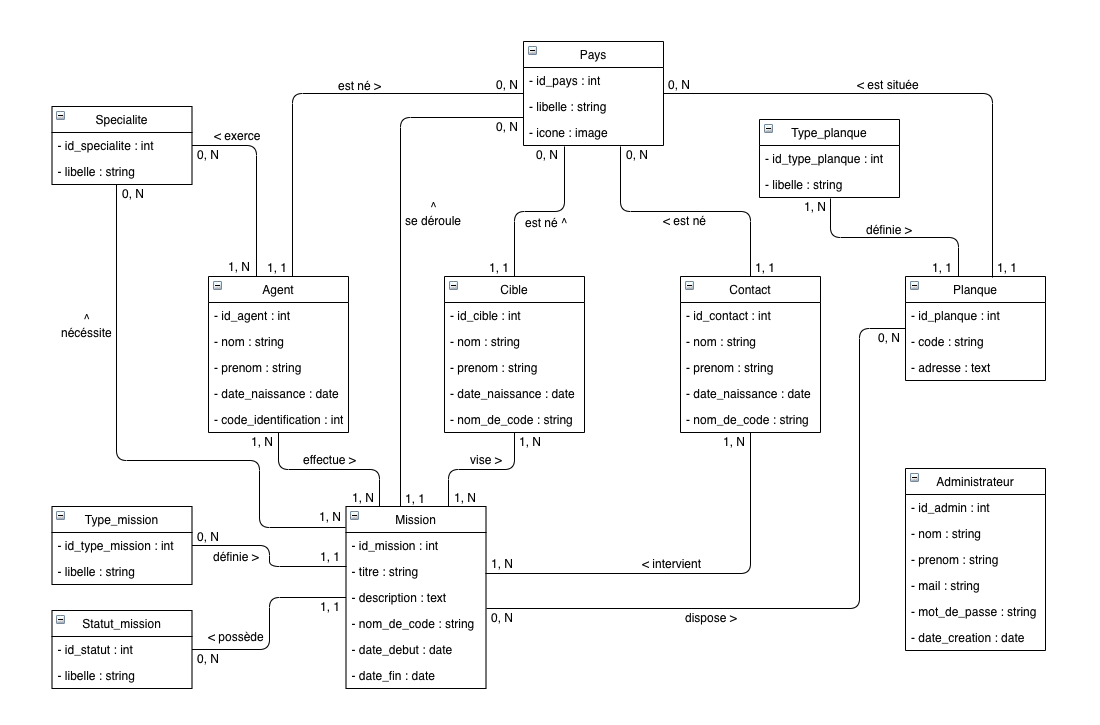 Pays
- id_pays : int
- libelle : string
- icone : image
est né >
0, N
0, N
< est située
0, N
0, N
0, N
Specialite
- id_specialite : int
- libelle : string
< exerce
0, N
0, N
Type_planque
- id_type_planque : int
- libelle : string
1, N
définie >
^
se déroule
est né ^
< est né
1, N
1, 1
1, 1
1, 1
1, 1
1, 1
^
nécéssite
Agent
- id_agent : int
- nom : string
- prenom : string
- date_naissance : date
- code_identification : int
1, N
Cible
- id_cible : int
- nom : string
- prenom : string
- date_naissance : date
- nom_de_code : string
1, N
Contact
- id_contact : int
- nom : string
- prenom : string
- date_naissance : date
- nom_de_code : string
1, N
Planque
- id_planque : int
- code : string
- adresse : text
0, N
effectue >
vise >
1, N
1, 1
1, N
1, N
Type_mission
- id_type_mission : int
- libelle : string
0, N
définie >
1, 1
Statut_mission
- id_statut : int
- libelle : string
1, 1
< possède
0, N
Mission
- id_mission : int
- titre : string
- description : text
- nom_de_code : string
- date_debut : date
- date_fin : date
1, N
< intervient
0, N
dispose >
Administrateur
- id_admin : int
- nom : string
- prenom : string
- mail : string
- mot_de_passe : string
- date_creation : date